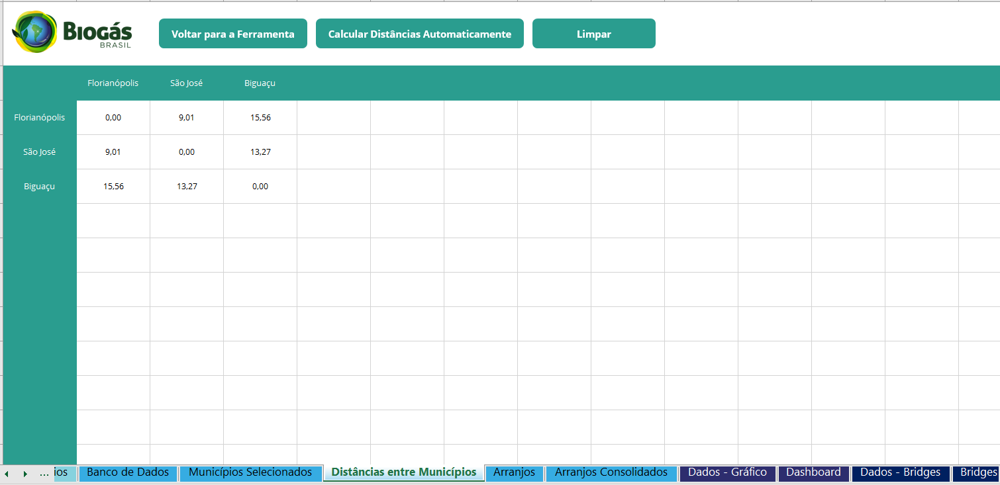 BIOGÁS
BRASIL
Voltar para a Ferramenta
Calcular Distâncias Automaticamente
Limpar
Florianópolis São José Biguaçu
Florianópolis 0,00 9,01 15,56
São José 9,01 0,00 13,27
Biguaçu 15,56 13,27 0,00
... ios Banco de Dados Municípios Selecionados Distâncias entre Municípios Arranjos Arranjos Consolidados Dados - Gráfico Dashboard Dados - Bridges Bridges